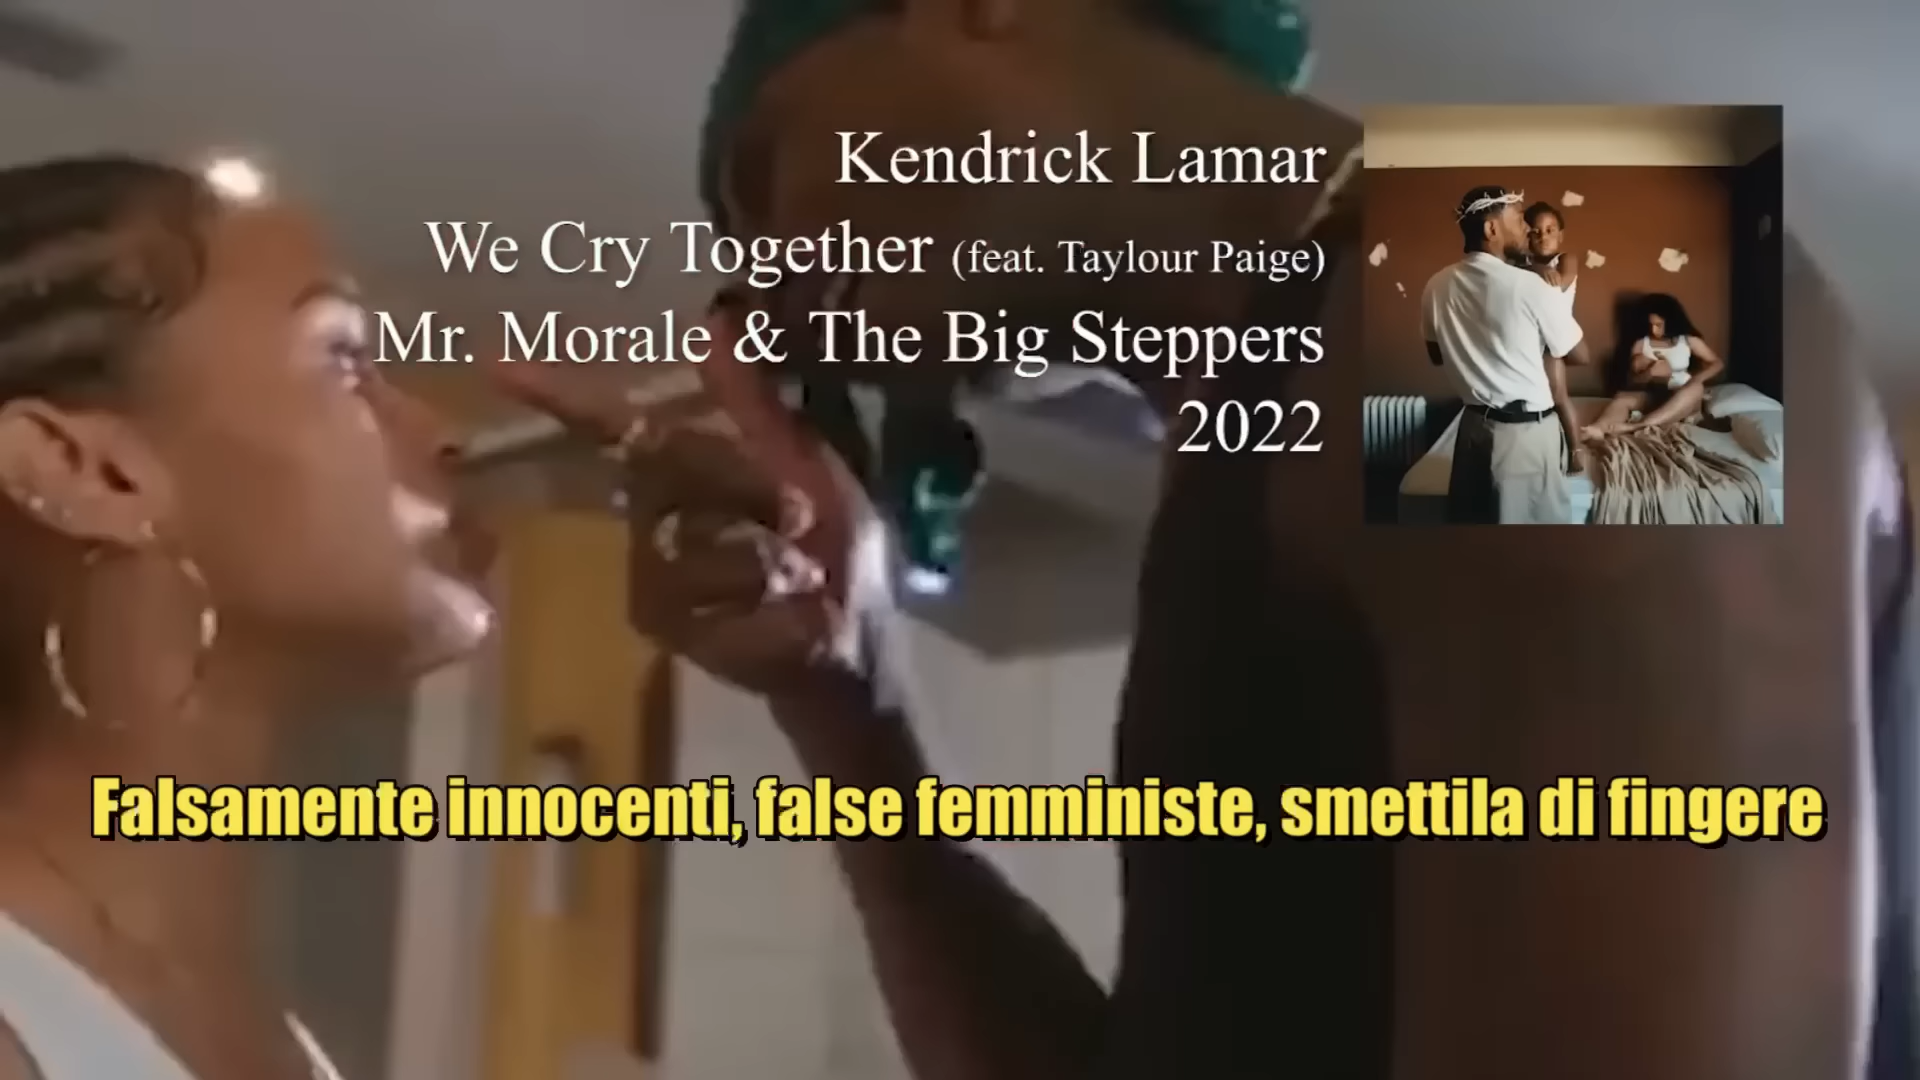 Kendrick Lamar
We Cry Together (feat. Taylour Paige)
Mr. Morale & The Big Steppers
2022
Falsamente innocenti, false femministe, smettila di fingere